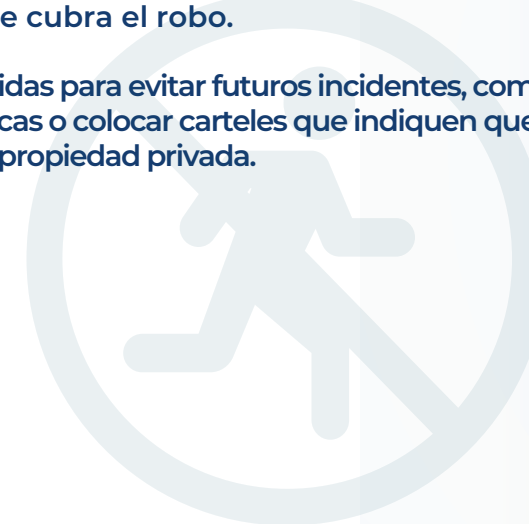 e cubra el robo.
idas para evitar futuros incidentes, com
cas o colocar carteles que indiquen que
propiedad privada.